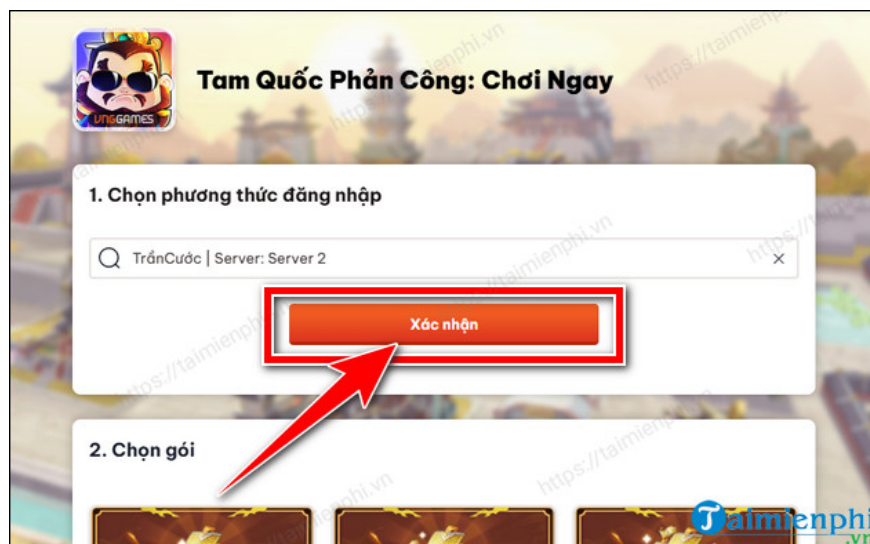 Tam Quốc Phản Công: Chơi Ngay
VNGGAMES
1. Chọn phương thức đăng nhập
TrầnCước | Server: Server 2
Xác nhận
2. Chọn gói
https://taimienphi.vn
Taimienphi
.vn